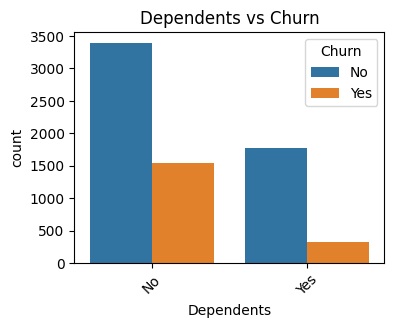 Dependents vs Churn
3500
3000
2500
2000
1500
1000
500
0
count
Churn
No
Yes
No
Yes
Dependents